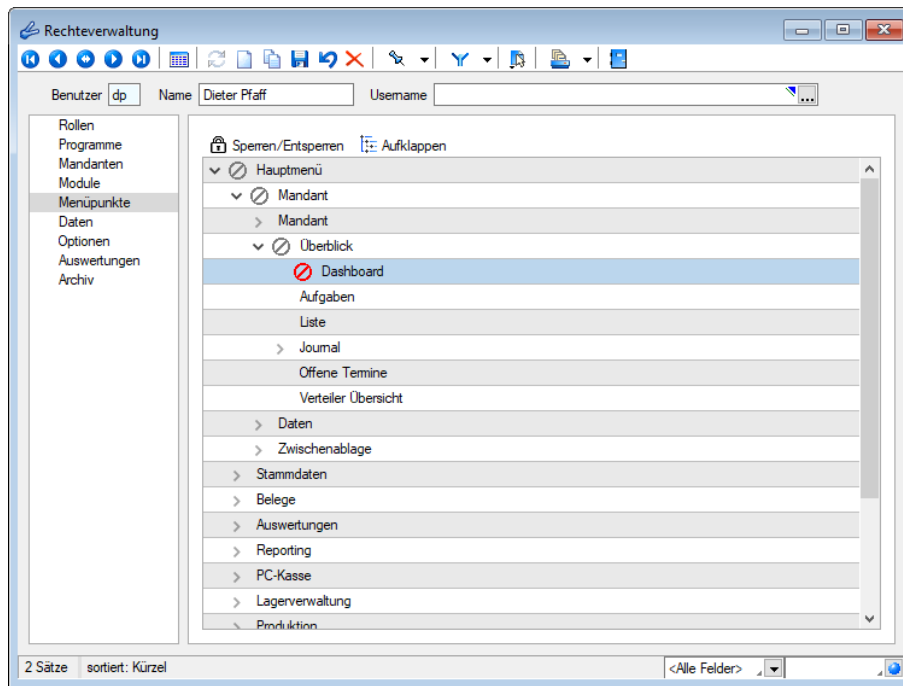 Rechteverwaltung
Benutzer dp Name Dieter Pfaff Username ...
Rollen
Programme
Mandanten
Module
Menüpunkte
Daten
Optionen
Auswertungen
Archiv
Sperren/Entsperren Aufklappen
Hauptmenü
Mandant
Mandant
Überblick
Dashboard
Aufgaben
Liste
Journal
Offene Termine
Verteiler Übersicht
Daten
Zwischenablage
Stammdaten
Belege
Auswertungen
Reporting
PC-Kasse
Lagerverwaltung
Produktion
2 Sätze sortiert: Kürzel <Alle Felder>